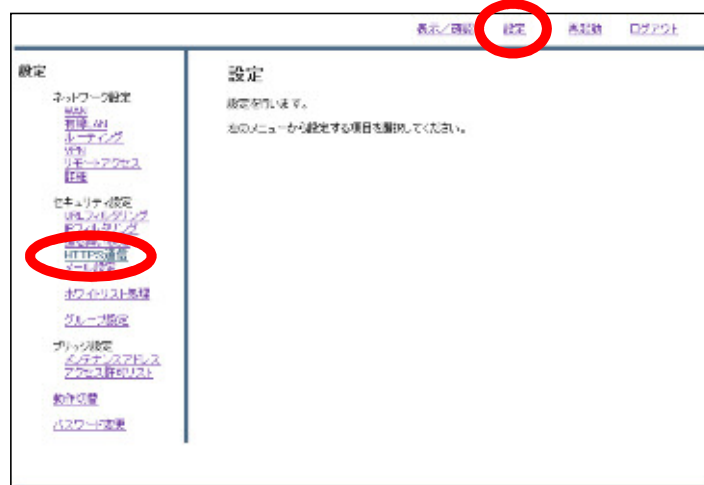 表示／確認 設定 再起動 ログアウト
設定
ネットワーク設定
WAN
有線LAN
ルーティング
VPN
リモートアクセス
詳細
セキュリティ設定
URLフィルタリング
IPフィルタリング
HTTPS通信
メール設定
ホワイトリスト処理
グループ設定
ブリッジ設定
メンテナンスアドレス
アクセス許可リスト
動作切替
パスワード変更
設定
設定を行います。
左のメニューから設定する項目を選択してください。